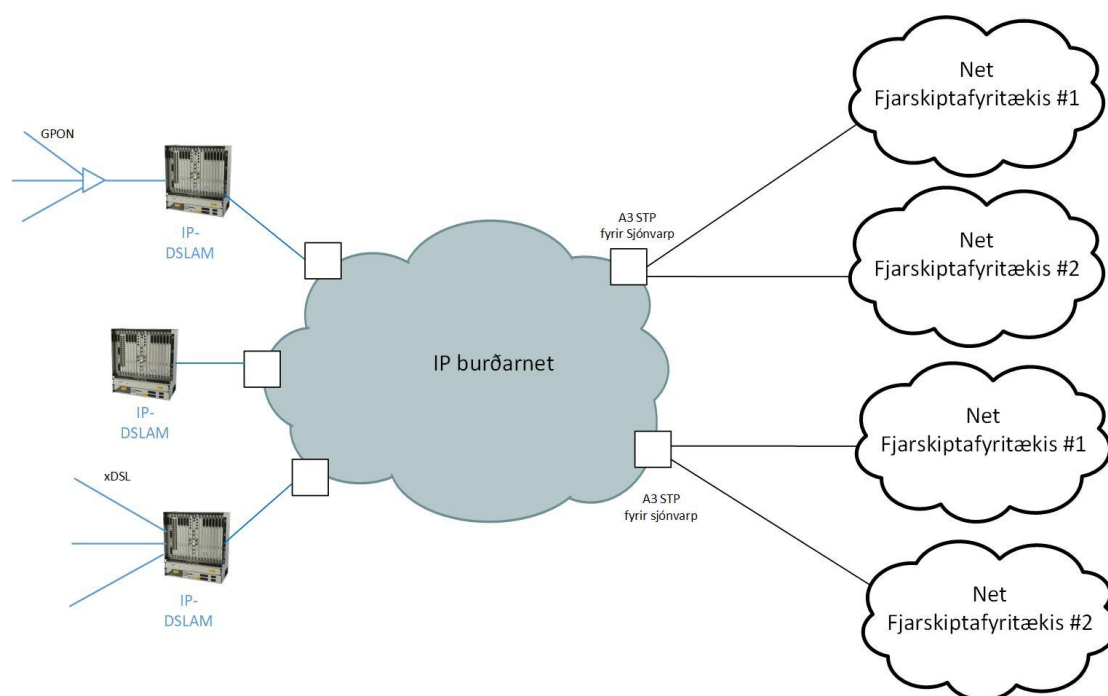 Net
Fjarskiptafyritækis #1
GPON
IP-
DSLAM
A3 STP
fyrir Sjónvarp
Net
Fjarskiptafyritækis #2
IP burðarnet
IP-
DSLAM
Net
Fjarskiptafyritækis #1
xDSL
A3 STP
fyrir sjónvarp
IP-
DSLAM
Net
Fjarskiptafyritækis #2